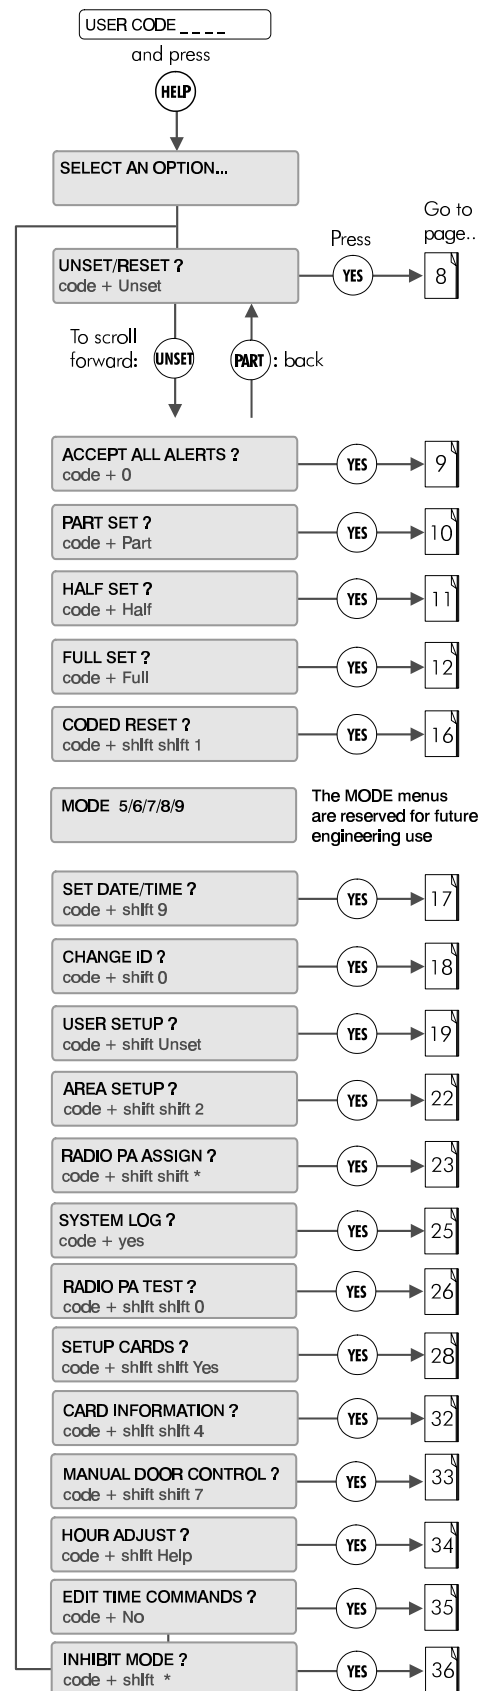 USER CODE _ _ _ _
and press
HELP
SELECT AN OPTION...
Go to
page..
Press
UNSET/RESET ?
code + Unset
YES
8
To scroll
forward:
UNSET
PART
: back
ACCEPT ALL ALERTS ?
code + 0
YES
9
PART SET ?
code + Part
YES
10
HALF SET ?
code + Half
YES
11
FULL SET ?
code + Full
YES
12
CODED RESET ?
code + shift shift 1
YES
16
MODE 5/6/7/8/9
The MODE menus
are reserved for future
engineering use
SET DATE/TIME ?
code + shift 9
YES
17
CHANGE ID ?
code + shift 0
YES
18
USER SETUP ?
code + shift Unset
YES
19
AREA SETUP ?
code + shift shift 2
YES
22
RADIO PA ASSIGN ?
code + shift shift *
YES
23
SYSTEM LOG ?
code + yes
YES
25
RADIO PA TEST ?
code + shift shift 0
YES
26
SETUP CARDS ?
code + shift shift Yes
YES
28
CARD INFORMATION ?
code + shift shift 4
YES
32
MANUAL DOOR CONTROL ?
code + shift shift 7
YES
33
HOUR ADJUST ?
code + shift Help
YES
34
EDIT TIME COMMANDS ?
code + No
YES
35
INHIBIT MODE ?
code + shift *
YES
36